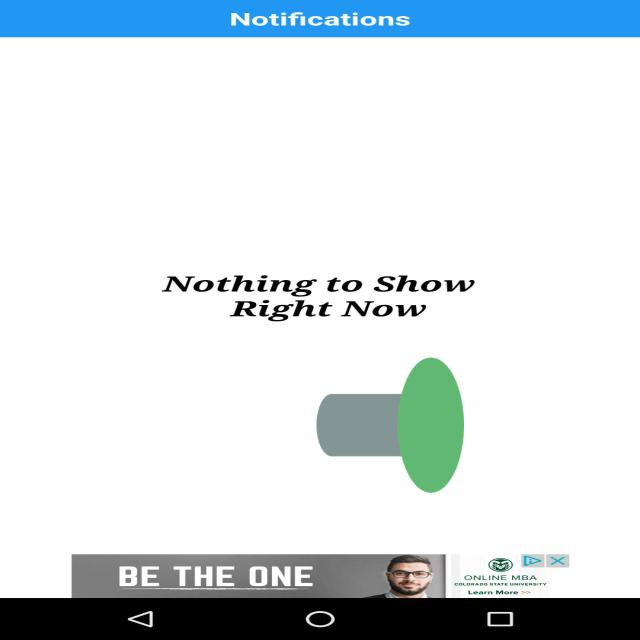 Notifications
Nothing to Show
Right Now
BE THE ONE
ONLINE MBA
COLORADO STATE UNIVERSITY
Learn More >>